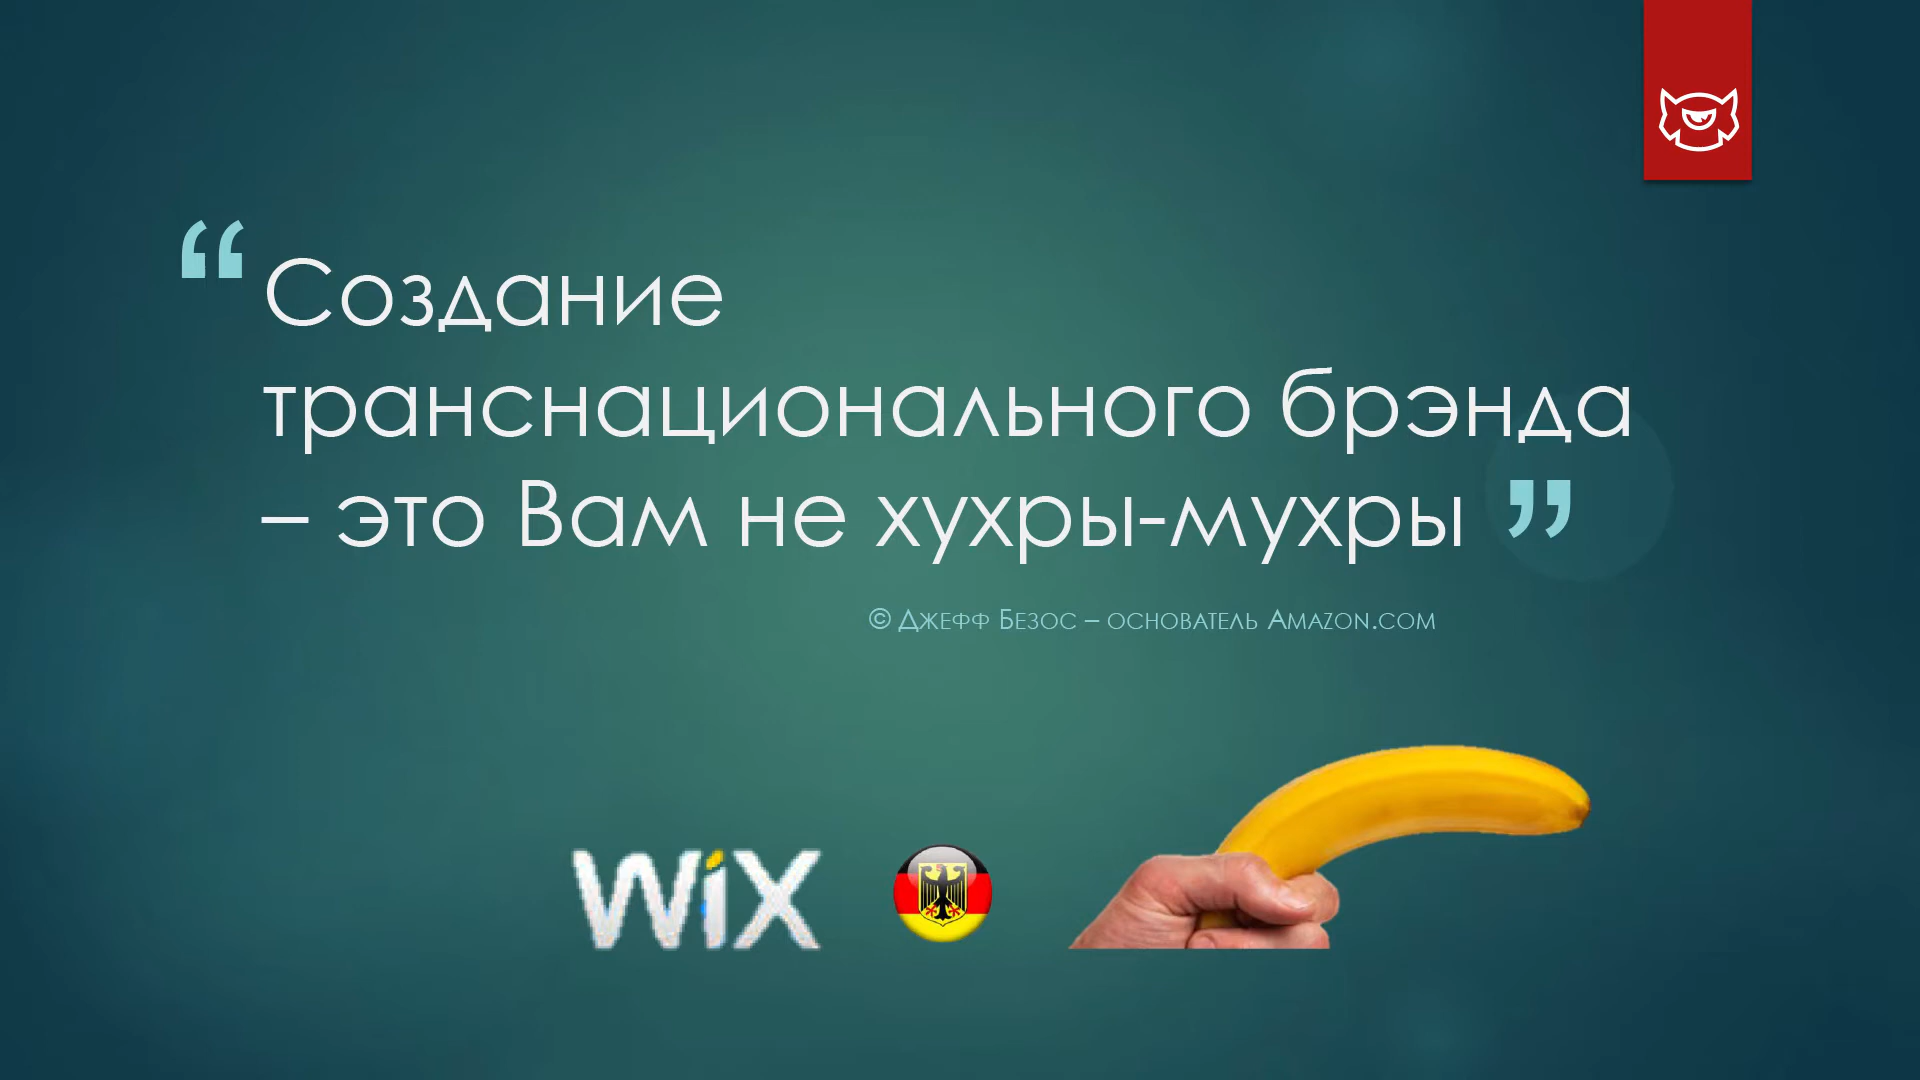 “Создание
транснационального брэнда
– это Вам не хухры-мухры”
© Джефф Безос – основатель Amazon.com
WiX